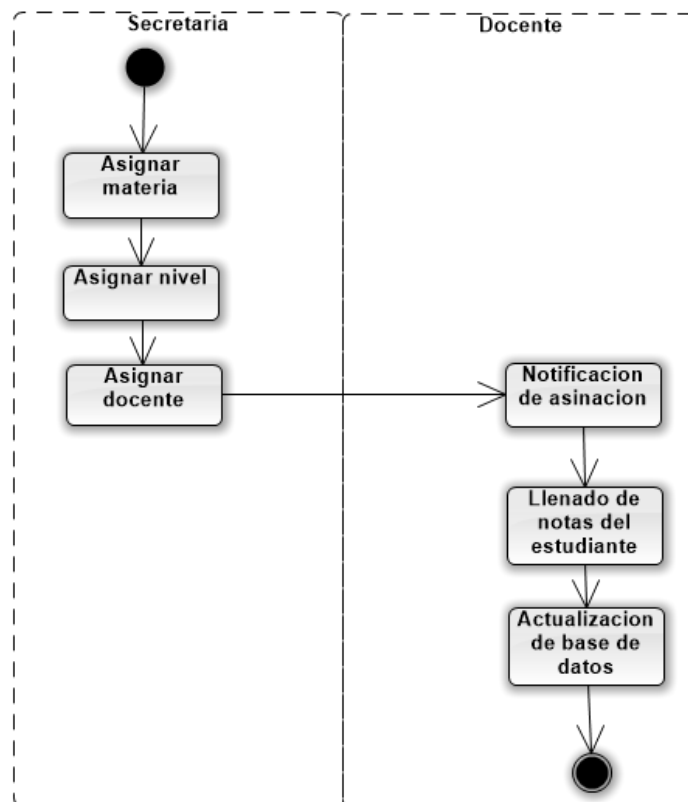 Secretaria
Docente
Asignar
materia
Asignar nivel
Asignar
docente
Notificacion
de asinacion
Llenado de
notas del
estudiante
Actualizacion
de base de
datos